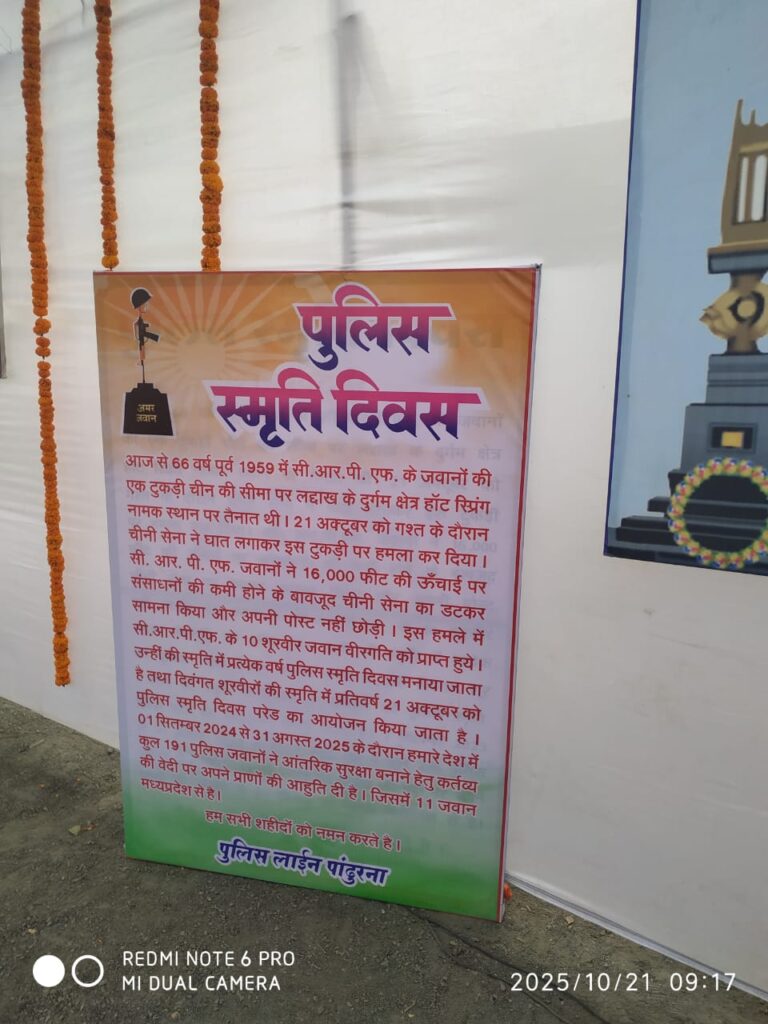 पुलिस
स्मृति दिवस
अमर
जवान
आज से 66 वर्ष पूर्व 1959 में सी.आर.पी. एफ. के जवानों की
एक टुकड़ी चीन की सीमा पर लद्दाख के दुर्गम क्षेत्र हॉट स्प्रिंग
नामक स्थान पर तैनात थी। 21 अक्टूबर को गश्त के दौरान
चीनी सेना ने घात लगाकर इस टुकड़ी पर हमला कर दिया।
सी. आर. पी. एफ. जवानों ने 16,000 फीट की ऊँचाई पर
संसाधनों की कमी होने के बावजूद चीनी सेना का डटकर
सामना किया और अपनी पोस्ट नहीं छोड़ी । इस हमले में
सी.आर.पी.एफ. के 10 शूरवीर जवान वीरगति को प्राप्त हुये।
उन्हीं की स्मृति में प्रत्येक वर्ष पुलिस स्मृति दिवस मनाया जाता
है तथा दिवंगत शूरवीरों की स्मृति में प्रतिवर्ष 21 अक्टूबर को
पुलिस स्मृति दिवस परेड का आयोजन किया जाता है ।
01 सितम्बर 2024 से 31 अगस्त 2025 के दौरान हमारे देश में
कुल 191 पुलिस जवानों ने आंतरिक सुरक्षा बनाने हेतु कर्तव्य
की वेदी पर अपने प्राणों की आहुति दी है। जिसमें 11 जवान
मध्यप्रदेश से है।
हम सभी शहीदों को नमन करते है।
पुलिस लाईन पांढुरना
REDMI NOTE 6 PRO
MI DUAL CAMERA
2025/10/21 09:17